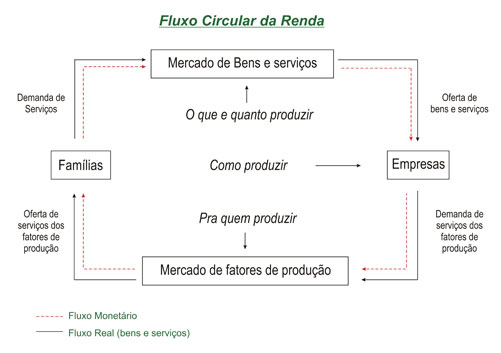 Fluxo Circular da Renda
Mercado de Bens e serviços
Demanda de
Serviços
Oferta de
bens e serviços
O que e quanto produzir
Famílias
Como produzir
Empresas
Oferta de
serviços dos
fatores de
produção
Pra quem produzir
Demanda de
serviços dos
fatores de
produção
Mercado de fatores de produção
Fluxo Monetário
Fluxo Real (bens e serviços)